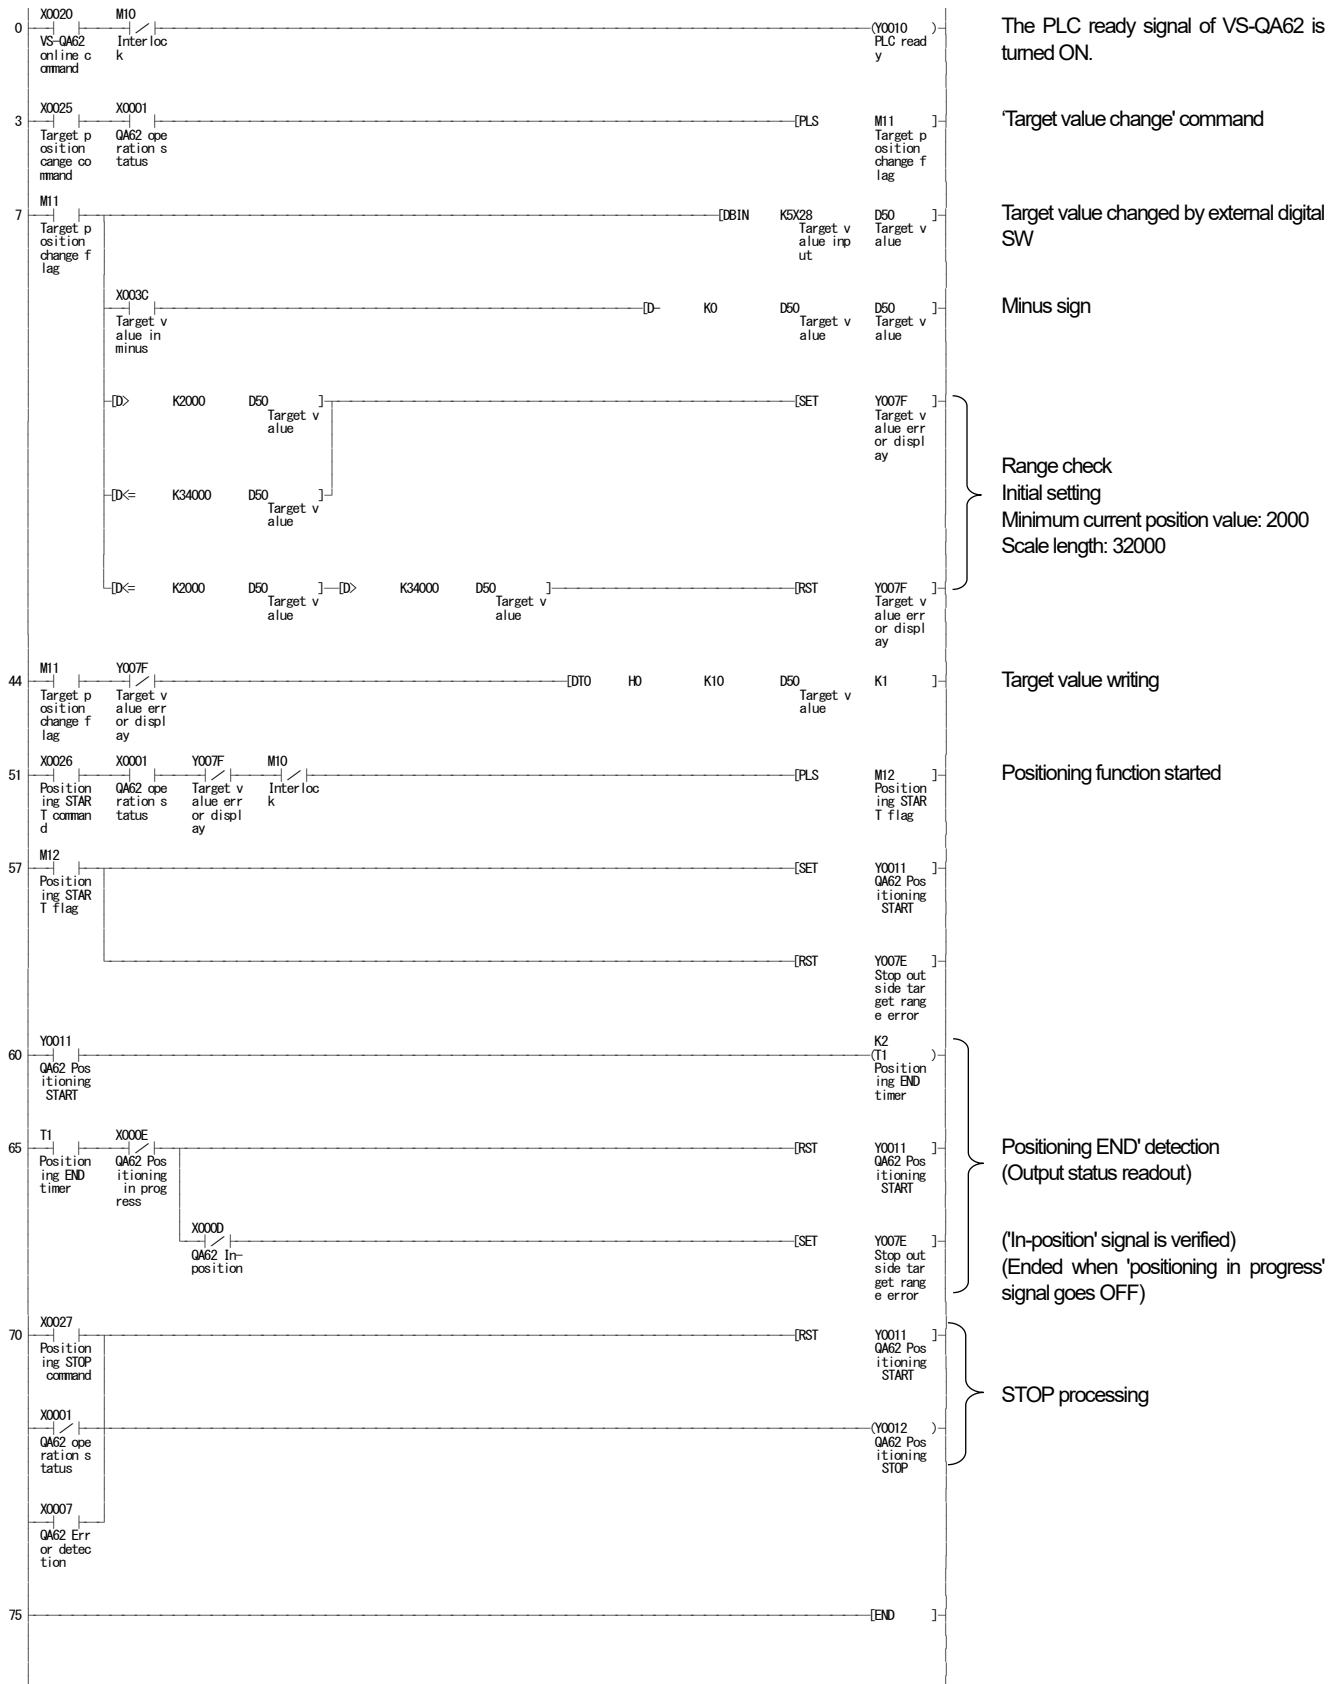 X0020 M10
0 (Y0010 ) The PLC ready signal of VS-QA62 is
VS-QA62 Interloc PLC read turned ON.
online c k y
ommand
X0025 X0001
3 [PLS M11 ] ‘Target value change' command
Target p QA62 ope Target p
osition ration s osition
cange co tatus change f
mmand lag
M11
7 [DBIN K5X28 D50 ] Target value changed by external digital
Target p Target v Target v SW
osition alue inp alue
change f ut
lag
X003C
[D- K0 D50 D50 ] Minus sign
Target v Target v Target v
alue in alue alue
minus
[D> K2000 D50 ] [SET Y007F ]
Target v Target v
alue alue err
or displ
ay
Range check
[D<= K34000 D50 ] Initial setting
Target v Minimum current position value: 2000
alue Scale length: 32000
[D<= K2000 D50 ] [D> K34000 D50 ] [RST Y007F ]
Target v Target v Target v
alue alue alue err
or displ
ay
M11 Y007F
44 [DTO H0 K10 D50 K1 ] Target value writing
Target p Target v Target v
osition alue err alue
change f or displ
lag ay
X0026 X0001 Y007F M10
51 [PLS M12 ] Positioning function started
Position QA62 ope Target v Interloc Position
ing STAR ration s alue err k ing STAR
T comman tatus or displ T flag
d ay
M12
57 [SET Y0011 ]
Position QA62 Pos
ing STAR itioning
T flag START
[RST Y007E ]
Stop out
side tar
get rang
e error
Y0011 K2
60 (T1 )
QA62 Pos Position
itioning ing END
START timer
T1 X000E
65 [RST Y0011 ] Positioning END' detection
Position QA62 Pos QA62 Pos (Output status readout)
ing END itioning itioning
timer in prog START
ress
X000D
[SET Y007E ] ('In-position' signal is verified)
QA62 In- Stop out (Ended when 'positioning in progress'
position side tar signal goes OFF)
get rang
e error
X0027
70 [RST Y0011 ]
Position QA62 Pos
ing STOP itioning
command START
STOP processing
X0001
(Y0012 )
QA62 ope QA62 Pos
ration s itioning
tatus STOP
X0007
QA62 Err
or detec
tion
75 [END ]